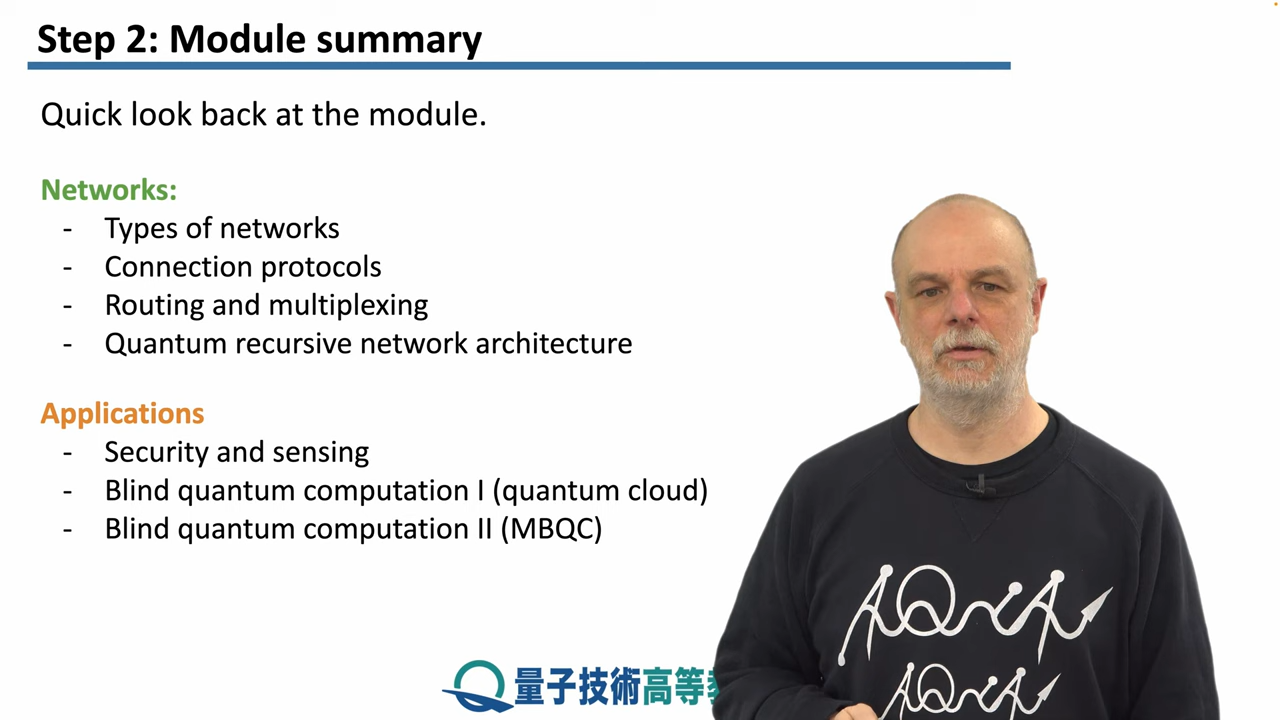 Step 2: Module summary
Quick look back at the module.
Networks:
- Types of networks
- Connection protocols
- Routing and multiplexing
- Quantum recursive network architecture
Applications
- Security and sensing
- Blind quantum computation I (quantum cloud)
- Blind quantum computation II (MBQC)
量子技術高等